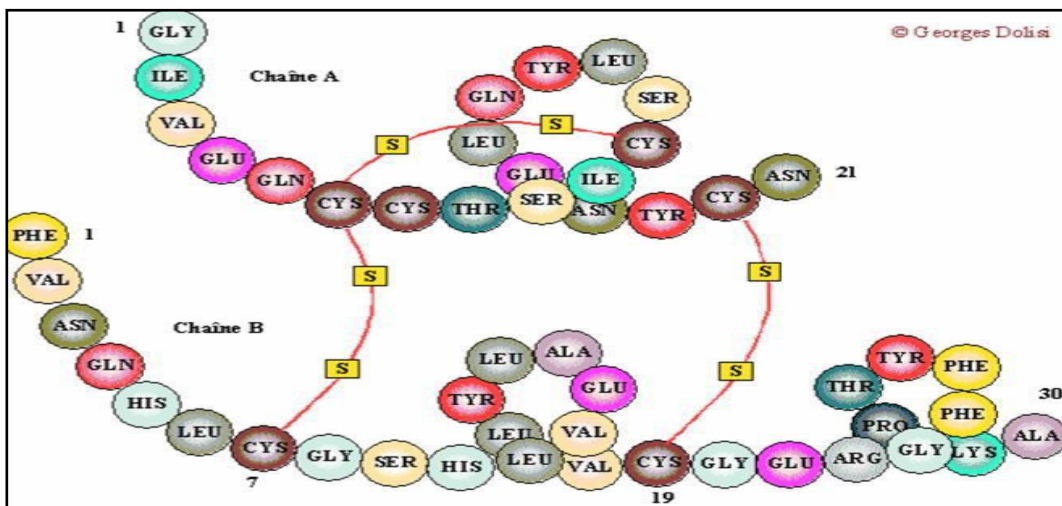 © Georges Dolisi
Chaîne A
1
GLY
ILE
VAL
GLU
GLN
CYS
CYS
THR
SER
ILE
CYS
SER
LEU
TYR
GLN
LEU
GLU
ASN
TYR
CYS
ASN
21
S
S
S
S
S
S
Chaîne B
1
PHE
VAL
ASN
GLN
HIS
LEU
CYS
7
GLY
SER
HIS
LEU
VAL
GLU
ALA
LEU
TYR
LEU
VAL
CYS
19
GLY
GLU
ARG
GLY
PHE
PHE
TYR
THR
PRO
LYS
ALA
30